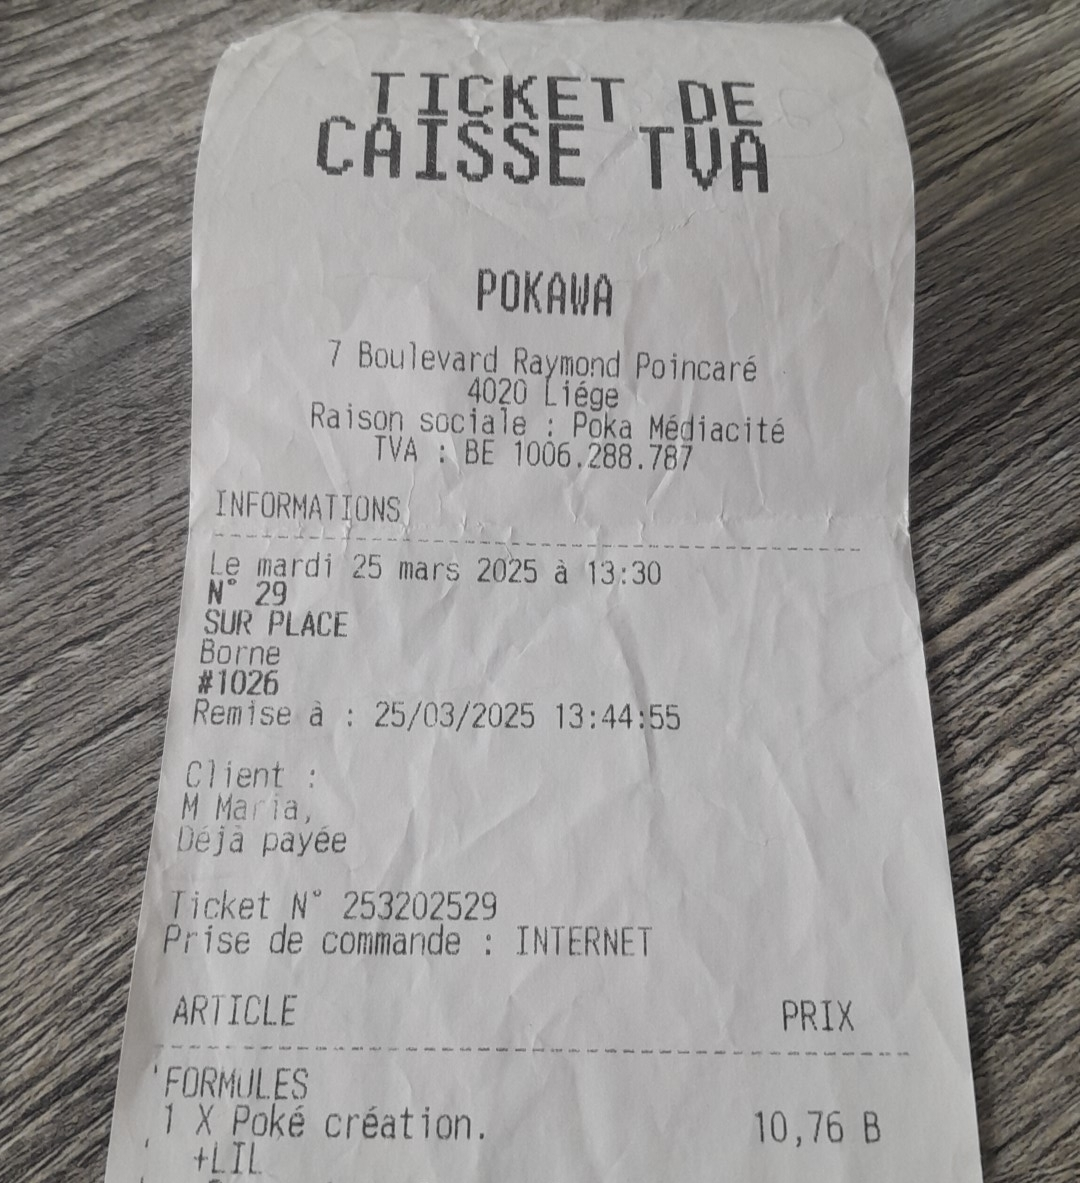 TICKET DE
CAISSE TVA
POKAWA
7 Boulevard Raymond Poincaré
4020 Liége
Raison sociale : Poka Médiacité
TVA : BE 1006.288.787
INFORMATIONS
Le mardi 25 mars 2025 à 13:30
N° 29
SUR PLACE
Borne
#1026
Remise à : 25/03/2025 13:44:55
Client :
M Maria,
Déjà payée
Ticket N° 253202529
Prise de commande : INTERNET
ARTICLE PRIX
FORMULES
1 X Poké création. 10,76 B
+LIL